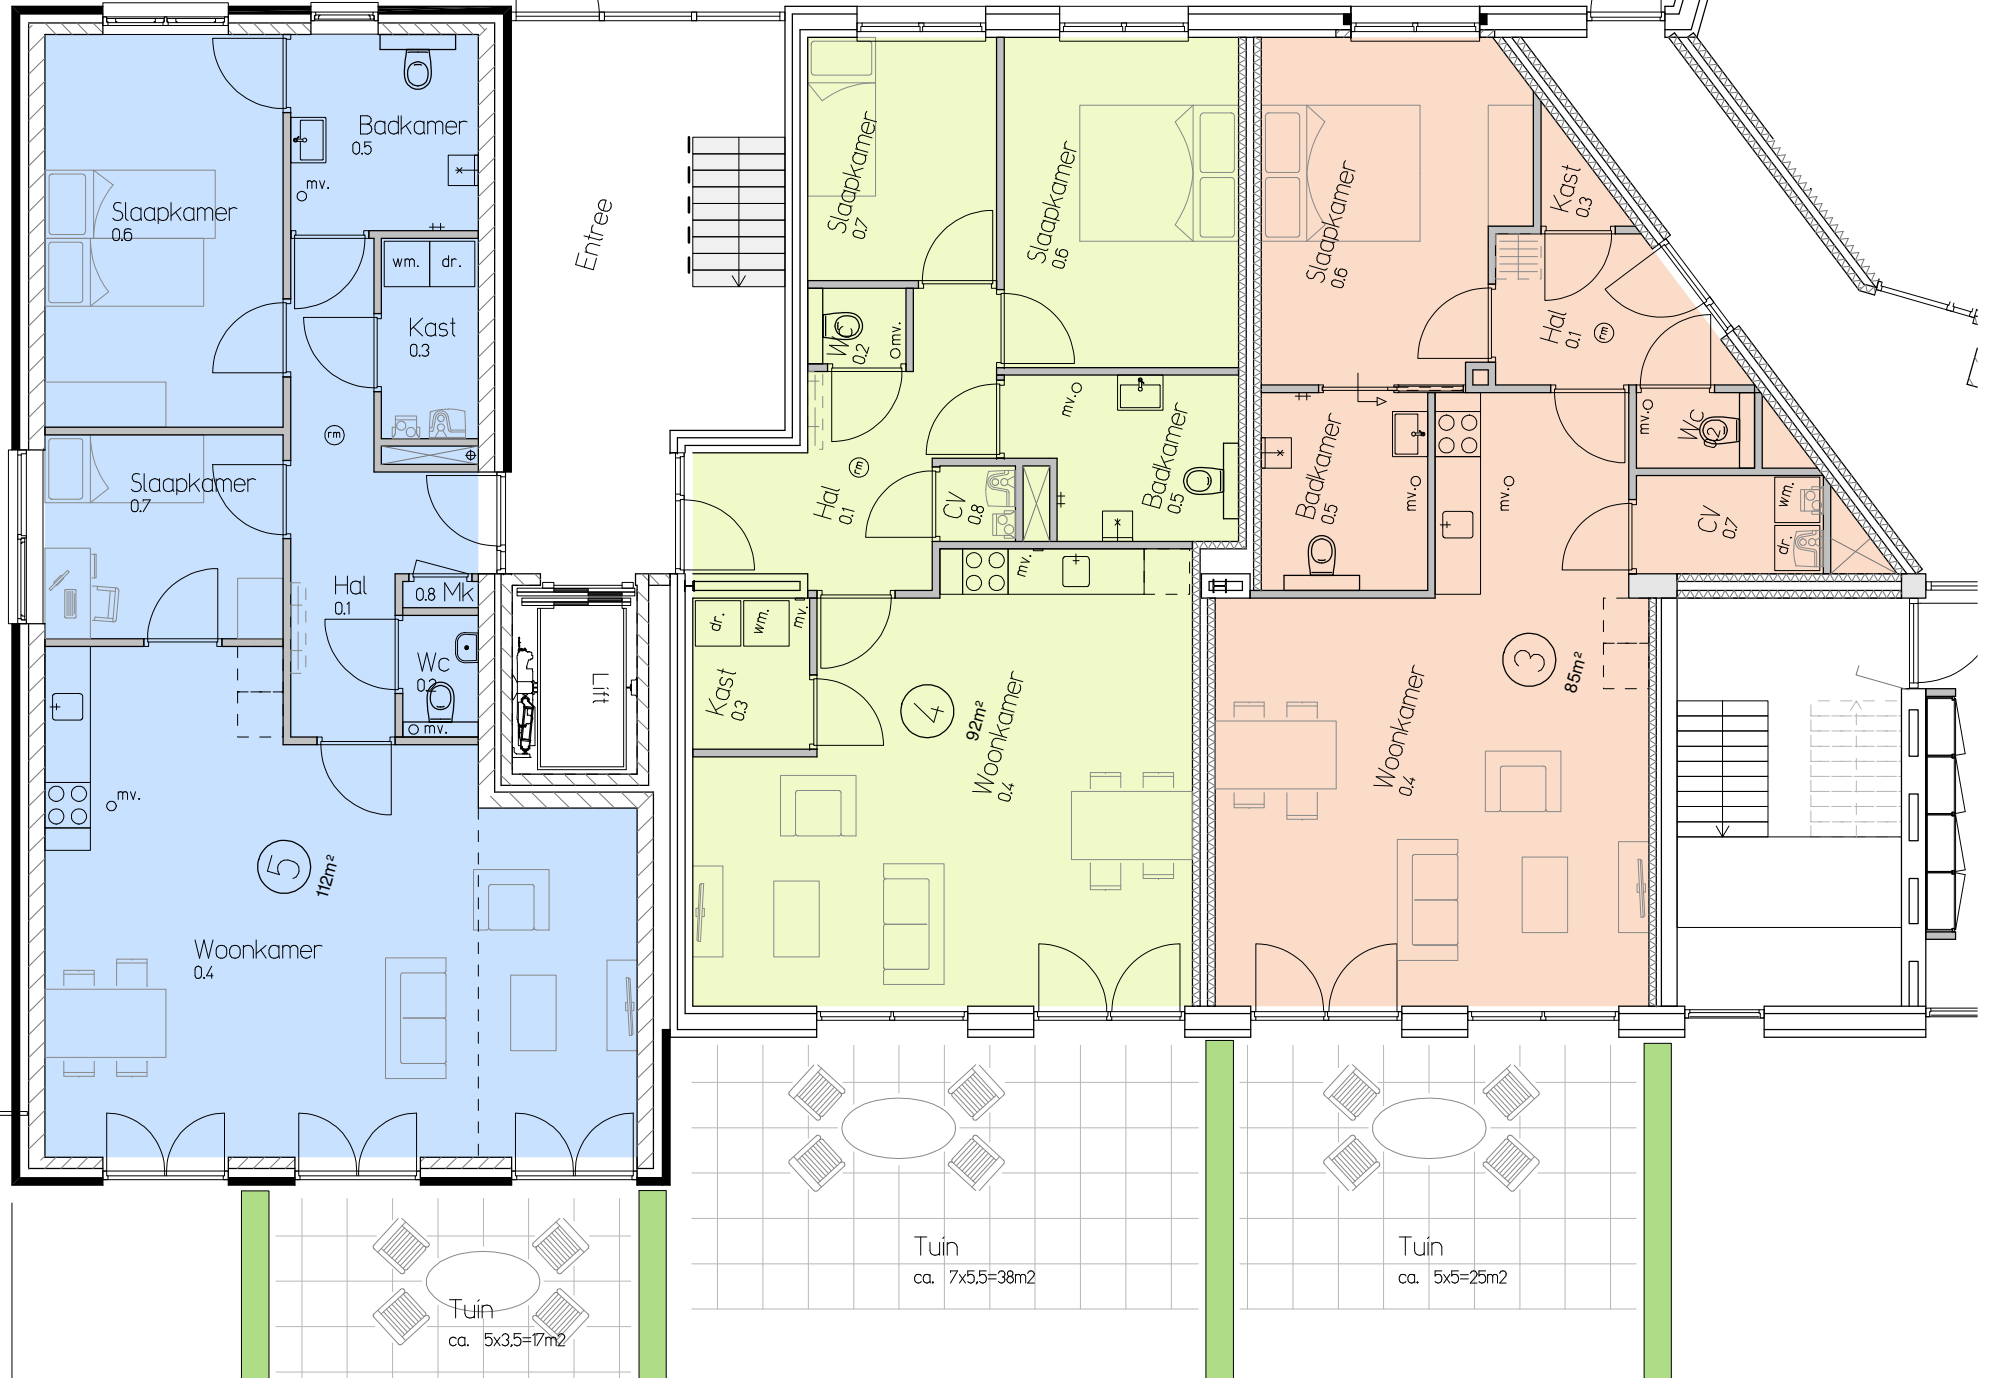 Badkamer
0.5
mv.
Slaapkamer
0.6
wm.
dr.
Kast
0.3
rm
Slaapkamer
0.7
Hal
0.1
0.8 Mk
Wc
0.2
mv.
mv.
5
112m²
Woonkamer
0.4
Tuin
ca. 5x3,5=17m2
Entree
Lift
Slaapkamer
0.7
Slaapkamer
0.6
Wc
0.2
mv.
mv.
Badkamer
0.5
rm
Hal
0.1
CV
0.8
mv.
dr.
wm.
mv.
Kast
0.3
4
92m²
Woonkamer
0.4
Tuin
ca. 7x5,5=38m2
Slaapkamer
0.6
Kast
0.3
Hal
0.1
rm
Badkamer
0.5
mv.
mv.
mv.
Wc
0.2
CV
0.7
wm.
dr.
3
85m²
Woonkamer
0.4
Tuin
ca. 5x5=25m2